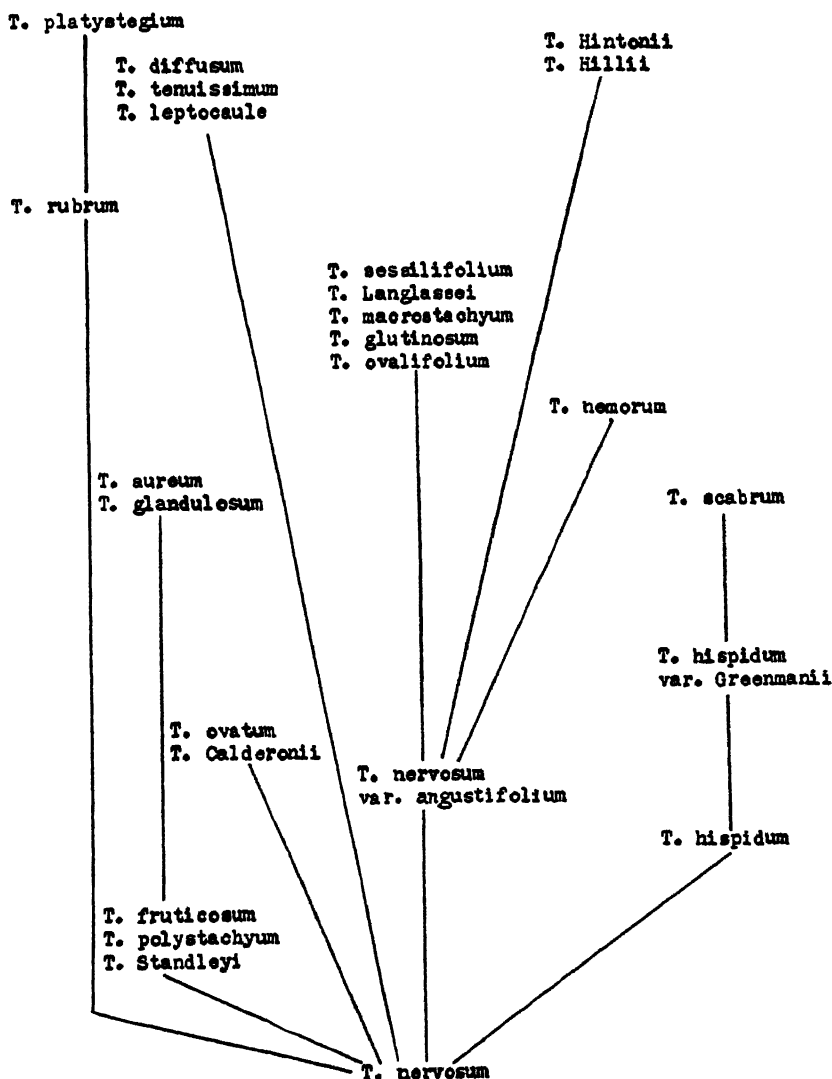 T. platystegium
T. diffusum
T. tenuissimum
T. leptocaule
T. Hintonii
T. Hillii
T. rubrum
T. sessilifolium
T. Langlassei
T. macrostachyum
T. glutinosum
T. ovalifolium
T. nemorum
T. aureum
T. glandulosum
T. scabrum
T. hispidum
var. Greenmanii
T. ovatum
T. Calderonii
T. nervosum
var. angustifolium
T. hispidum
T. fruticosum
T. polystachyum
T. Standleyi
T. nervosum